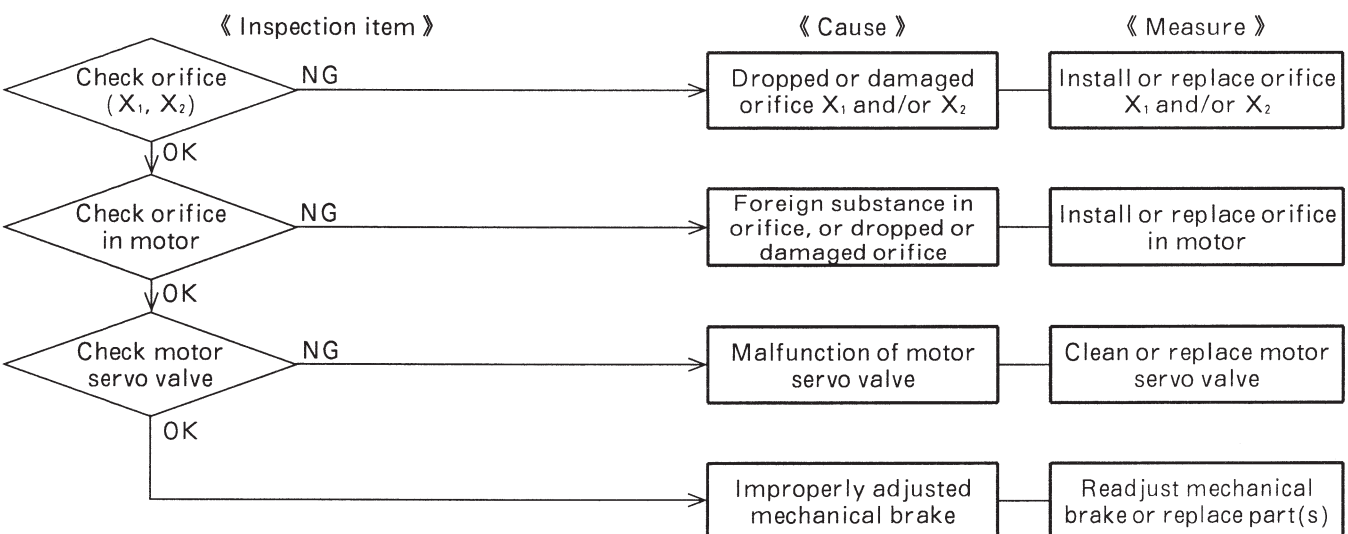 《 Inspection item 》 《 Cause 》 《 Measure 》
Check orifice
(X₁, X₂)
NG
Dropped or damaged
orifice X₁ and/or X₂
Install or replace orifice
X₁ and/or X₂
OK
Check orifice
in motor
NG
Foreign substance in
orifice, or dropped or
damaged orifice
Install or replace orifice
in motor
OK
Check motor
servo valve
NG
Malfunction of motor
servo valve
Clean or replace motor
servo valve
OK
Improperly adjusted
mechanical brake
Readjust mechanical
brake or replace part(s)